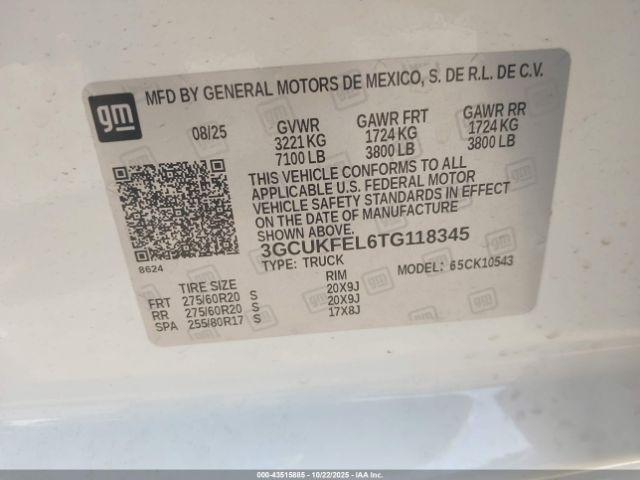 gm
MFD BY GENERAL MOTORS DE MEXICO, S. DE R.L. DE C.V.
08/25 GVWR GAWR FRT GAWR RR
3221 KG 1724 KG 1724 KG
7100 LB 3800 LB 3800 LB
THIS VEHICLE CONFORMS TO ALL
APPLICABLE U.S. FEDERAL MOTOR
VEHICLE SAFETY STANDARDS IN EFFECT
ON THE DATE OF MANUFACTURE
SHOWN ABOVE.
3GCUKFEL6TG118345
TYPE: TRUCK MODEL: 65CK10543
8624
TIRE SIZE RIM
FRT 275/60R20 S 20X9J
RR 275/60R20 S 20X9J
SPA 255/80R17 S 17X8J
000-43515885 - 10/22/2025 - IAAI, Inc.